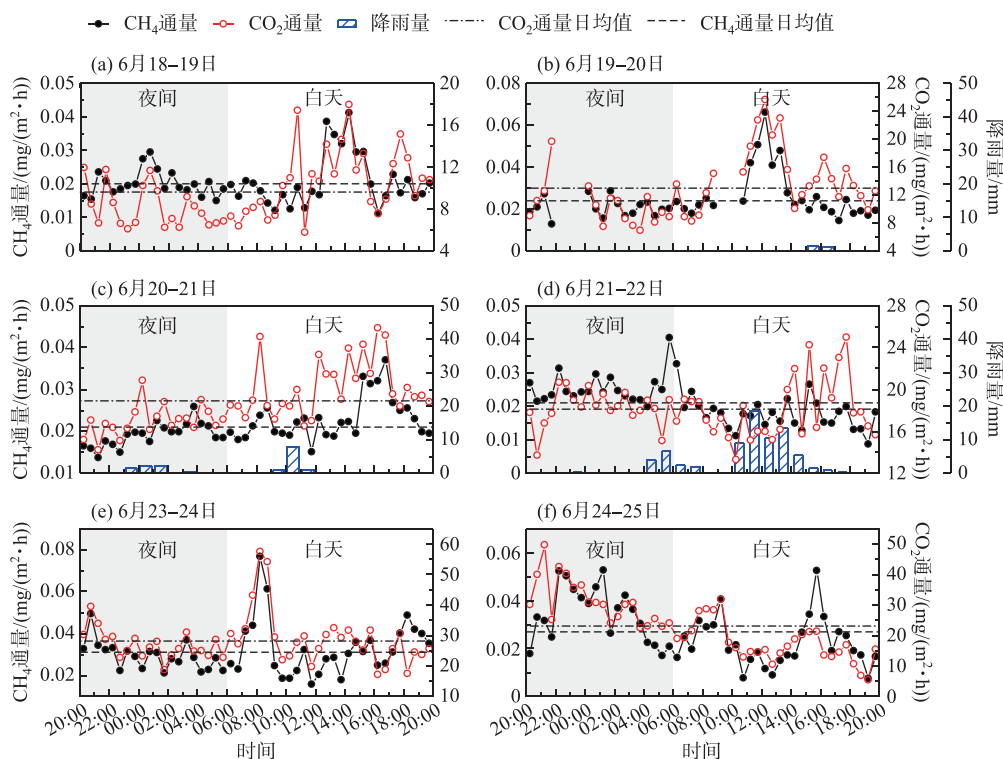 CH₄通量 CO₂通量 降雨量 CO₂通量日均值 CH₄通量日均值
(a) 6月18–19日 (b) 6月19–20日
夜间 白天 夜间 白天
CH₄通量/(mg/(m²·h))
0.05 0.04 0.03 0.02 0.01 0
20 16 12 8 4
0.08 0.06 0.04 0.02 0
28 24 20 16 12 8 4
CO₂通量/(mg/(m²·h))
50 40 30 20 10 0
降雨量/mm
(c) 6月20–21日 (d) 6月21–22日
夜间 白天 夜间 白天
CH₄通量/(mg/(m²·h))
0.05 0.04 0.03 0.02 0.01
50 40 30 20 10 0
0.05 0.04 0.03 0.02 0.01 0
28 24 20 16 12
CO₂通量/(mg/(m²·h))
50 40 30 20 10 0
降雨量/mm
(e) 6月23–24日 (f) 6月24–25日
夜间 白天 夜间 白天
CH₄通量/(mg/(m²·h))
0.08 0.06 0.04 0.02
60 50 40 30 20 10
0.06 0.04 0.02 0
50 40 30 20 10 0
CO₂通量/(mg/(m²·h))
20:00 22:00 00:00 02:00 04:00 06:00 08:00 10:00 12:00 14:00 16:00 18:00 20:00
20:00 22:00 00:00 02:00 04:00 06:00 08:00 10:00 12:00 14:00 16:00 18:00 20:00
时间 时间